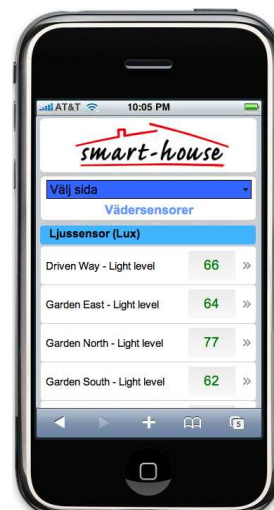 AT&T 10:05 PM
smart-house
Välj sida
Vädersensorer
Ljussensor (Lux)
Driven Way - Light level 66
Garden East - Light level 64
Garden North - Light level 77
Garden South - Light level 62
5